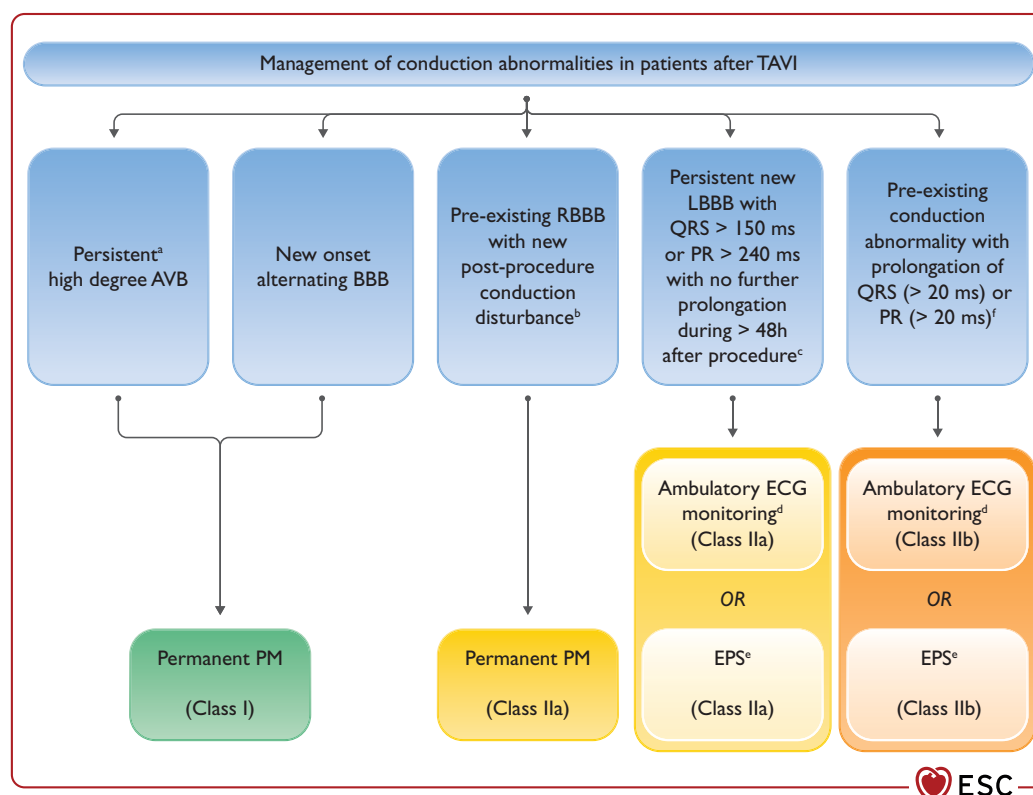 Management of conduction abnormalities in patients after TAVI
Persistentᵃ
high degree AVB
New onset
alternating BBB
Pre-existing RBBB
with new
post-procedure
conduction
disturbanceᵇ
Persistent new
LBBB with
QRS > 150 ms
or PR > 240 ms
with no further
prolongation
during > 48h
after procedureᶜ
Pre-existing
conduction
abnormality with
prolongation of
QRS (> 20 ms) or
PR (> 20 ms)ᶠ
Permanent PM
(Class I)
Permanent PM
(Class IIa)
Ambulatory ECG
monitoringᵈ
(Class IIa)
OR
EPSᵉ
(Class IIa)
Ambulatory ECG
monitoringᵈ
(Class IIb)
OR
EPSᵉ
(Class IIb)
ESC